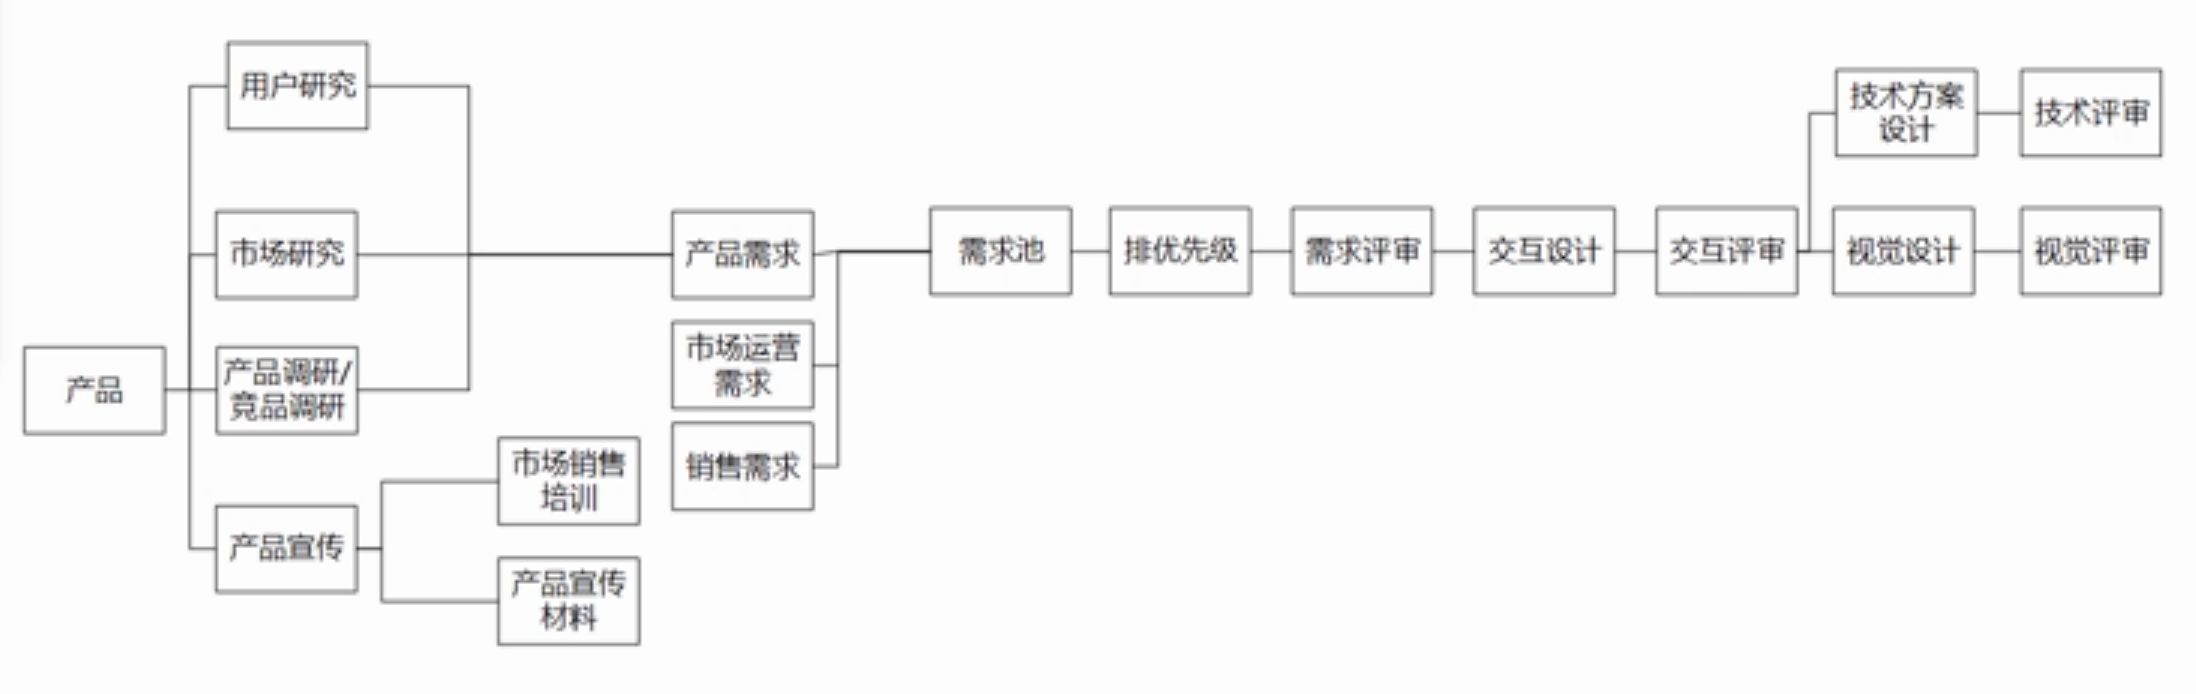 用户研究
市场研究
产品
产品调研/
竞品调研
产品宣传
市场销售
培训
产品宣传
材料
产品需求
市场运营
需求
销售需求
需求池
排优先级
需求评审
交互设计
交互评审
技术方案
设计
技术评审
视觉设计
视觉评审